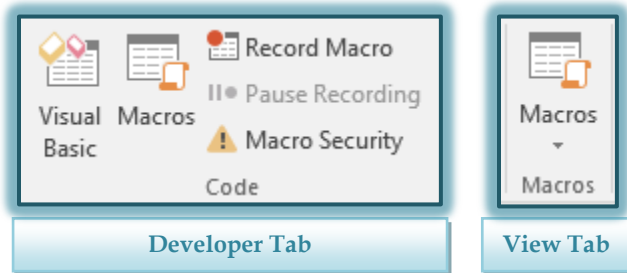 Visual Basic
Macros
Record Macro
Pause Recording
Macro Security
Code
Developer Tab
Macros
Macros
View Tab